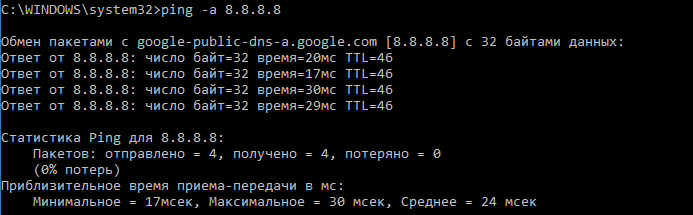 C:\WINDOWS\system32>ping -a 8.8.8.8
Обмен пакетами с google-public-dns-a.google.com [8.8.8.8] с 32 байтами данных:
Ответ от 8.8.8.8: число байт=32 время=20мс TTL=46
Ответ от 8.8.8.8: число байт=32 время=17мс TTL=46
Ответ от 8.8.8.8: число байт=32 время=30мс TTL=46
Ответ от 8.8.8.8: число байт=32 время=29мс TTL=46
Статистика Ping для 8.8.8.8:
Пакетов: отправлено = 4, получено = 4, потеряно = 0
(0% потерь)
Приблизительное время приема-передачи в мс:
Минимальное = 17мсек, Максимальное = 30 мсек, Среднее = 24 мсек